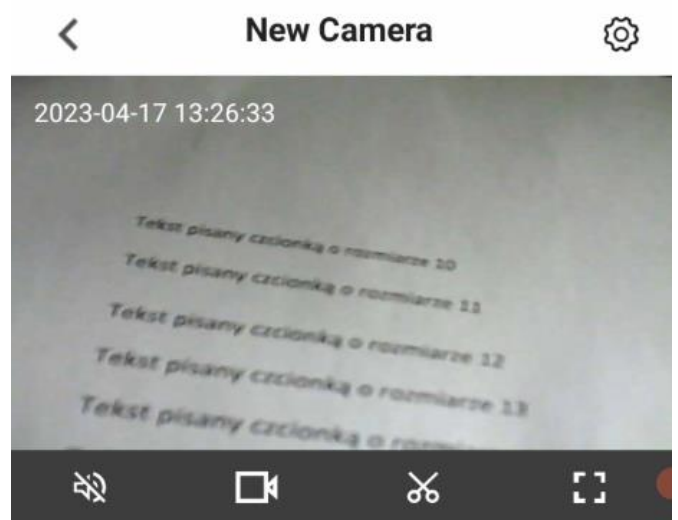 New Camera
2023-04-17 13:26:33
Tekst pisany czcionką o rozmiarze 10
Tekst pisany czcionką o rozmiarze 11
Tekst pisany czcionką o rozmiarze 12
Tekst pisany czcionką o rozmiarze 13
Tekst pisany czcionką o